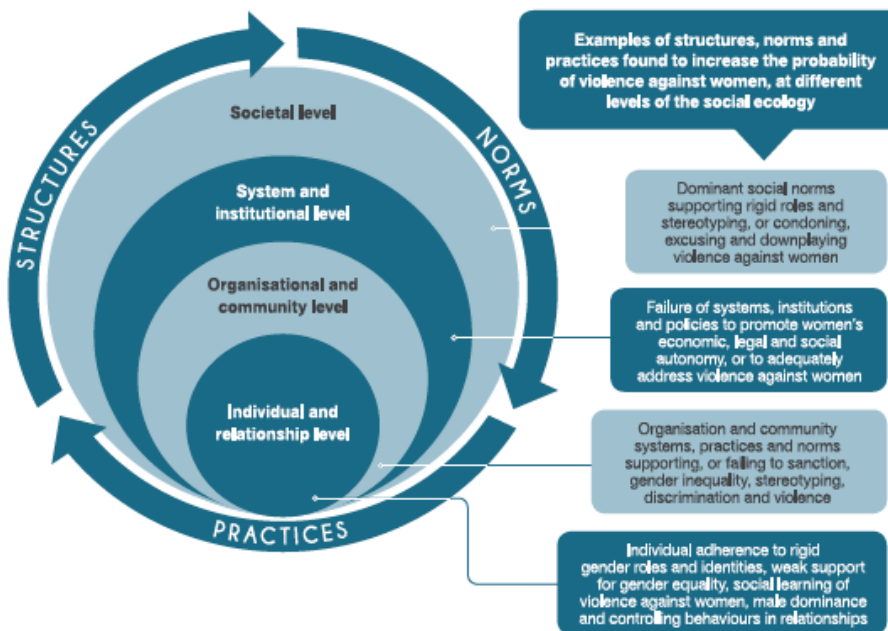 Examples of structures, norms and
practices found to increase the probability
of violence against women, at different
levels of the social ecology
STRUCTURES
NORMS
PRACTICES
Societal level
System and
institutional level
Organisational and
community level
Individual and
relationship level
Dominant social norms
supporting rigid roles and
stereotyping, or condoning,
excusing and downplaying
violence against women
Failure of systems, institutions
and policies to promote women's
economic, legal and social
autonomy, or to adequately
address violence against women
Organisation and community
systems, practices and norms
supporting, or failing to sanction,
gender inequality, stereotyping,
discrimination and violence
Individual adherence to rigid
gender roles and identities, weak support
for gender equality, social learning of
violence against women, male dominance
and controlling behaviours in relationships